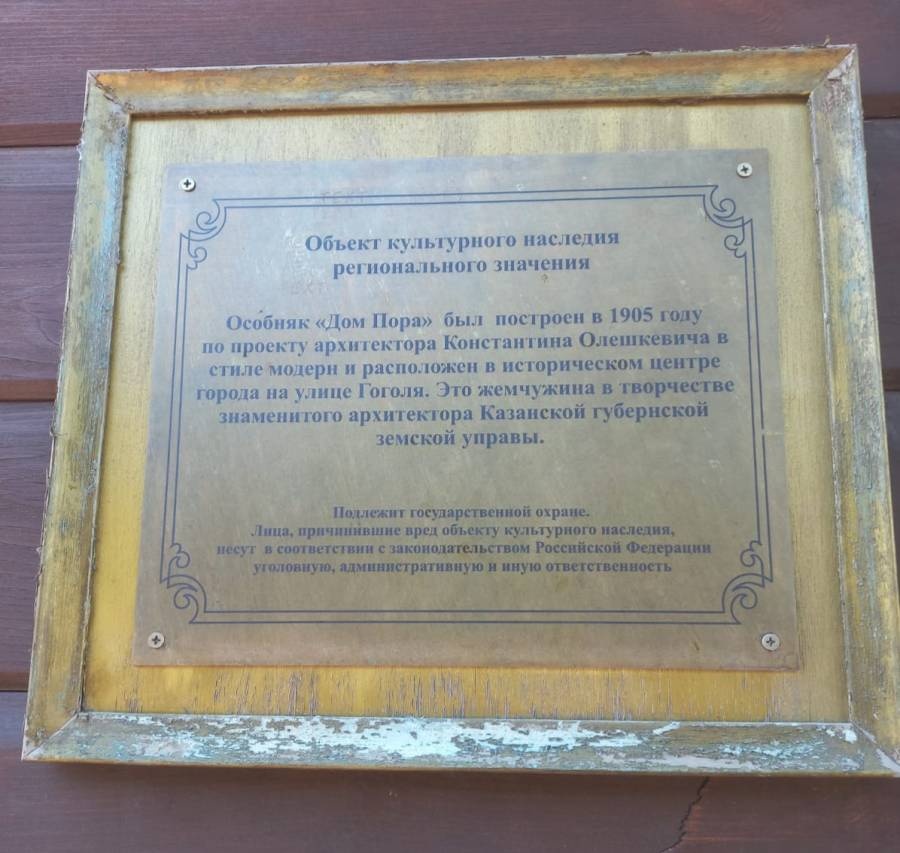 Объект культурного наследия
регионального значения
Особняк «Дом Пора» был построен в 1905 году
по проекту архитектора Константина Олешкевича в
стиле модерн и расположен в историческом центре
города на улице Гоголя. Это жемчужина в творчестве
знаменитого архитектора Казанской губернской
земской управы.
Подлежит государственной охране.
Лица, причинившие вред объекту культурного наследия,
несут в соответствии с законодательством Российской Федерации
уголовную, административную и иную ответственность